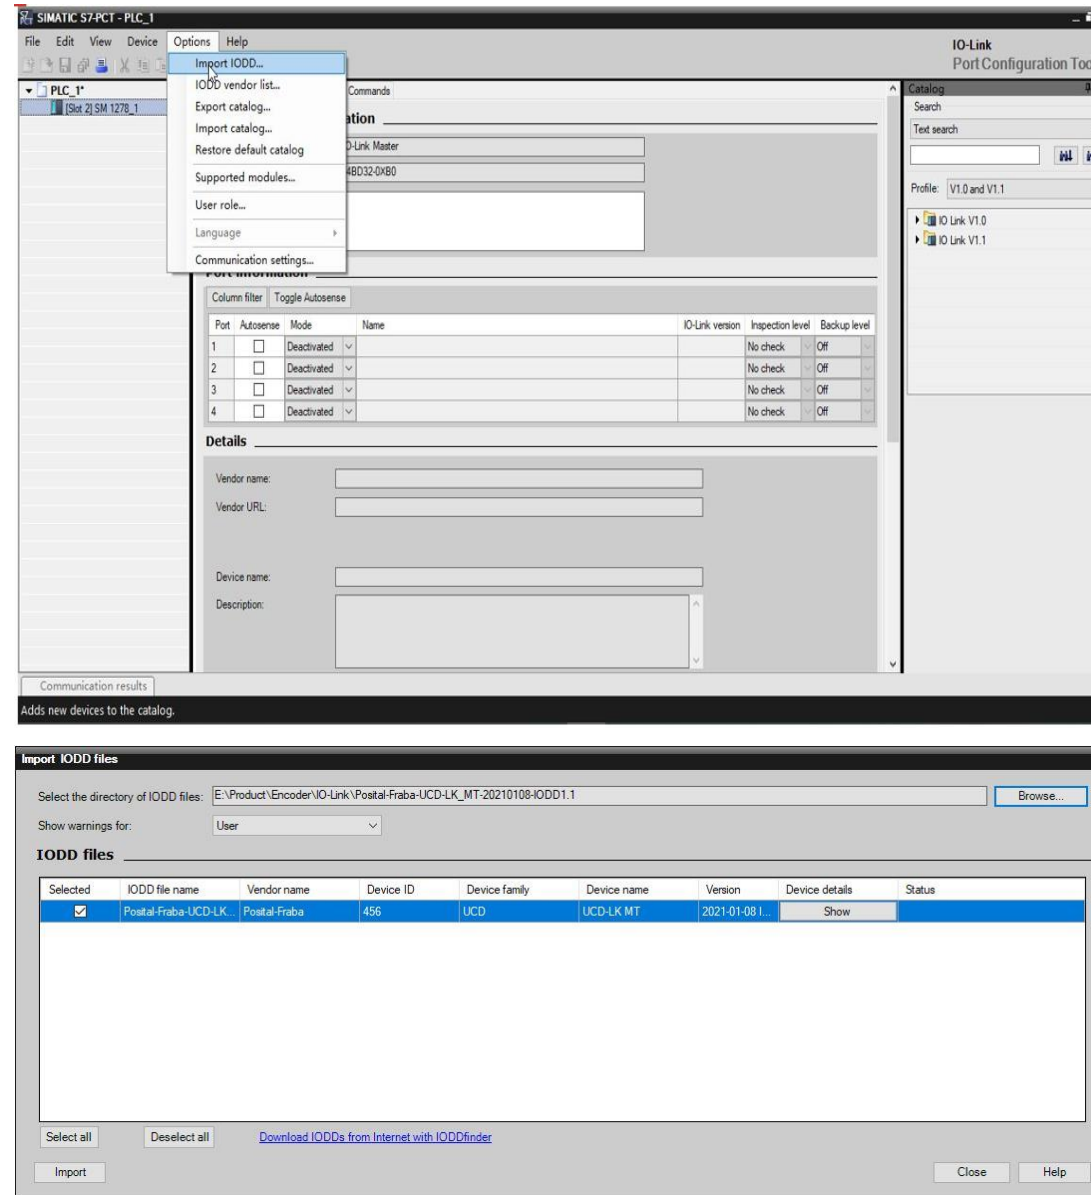 SIMATIC S7-PCT - PLC_1
File Edit View Device Options Help
IO-Link
Port Configuration Too
Import IODD...
IODD vendor list...
Export catalog...
Import catalog...
Restore default catalog
Supported modules...
User role...
Language
Communication settings...
PLC_1*
[Slot 2] SM 1278_1
Commands
ation
O-Link Master
4BD32-0XB0
Port Information
Column filter Toggle Autosense
Port Autosense Mode Name IO-Link version Inspection level Backup level
1 Deactivated No check Off
2 Deactivated No check Off
3 Deactivated No check Off
4 Deactivated No check Off
Details
Vendor name:
Vendor URL:
Device name:
Description:
Catalog
Search
Text search
Profile: V1.0 and V1.1
IO Link V1.0
IO Link V1.1
Communication results
Adds new devices to the catalog.
Import IODD files
Select the directory of IODD files: E:\Product\Encoder\IO-Link\Posital-Fraba-UCD-LK_MT-20210108-IODD1.1 Browse...
Show warnings for: User
IODD files
Selected IODD file name Vendor name Device ID Device family Device name Version Device details Status
Posital-Fraba-UCD-LK... Posital-Fraba 456 UCD UCD-LK MT 2021-01-08 I... Show
Select all Deselect all Download IODDs from Internet with IODDfinder
Import Close Help